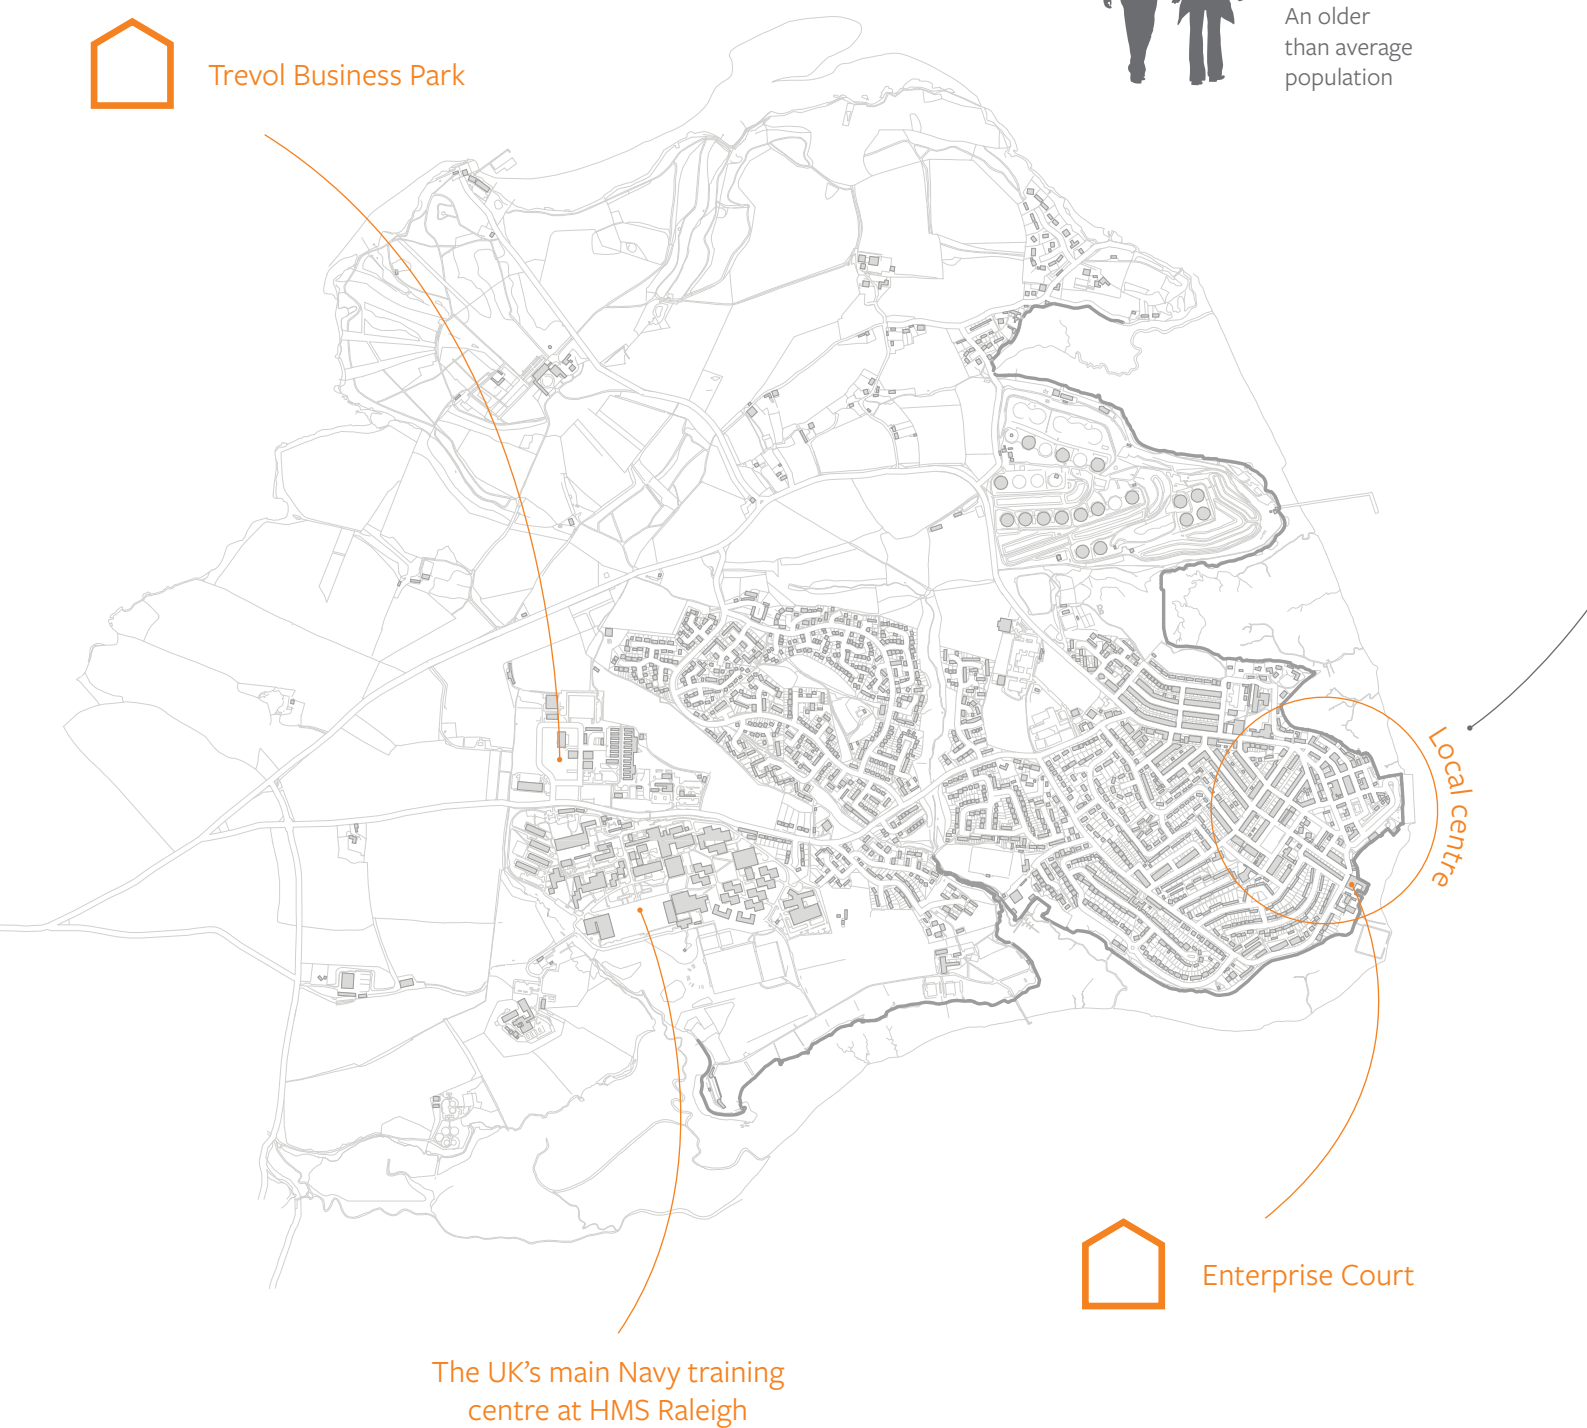 An older
than average
population
Trevol Business Park
Local centre
Enterprise Court
The UK’s main Navy training
centre at HMS Raleigh